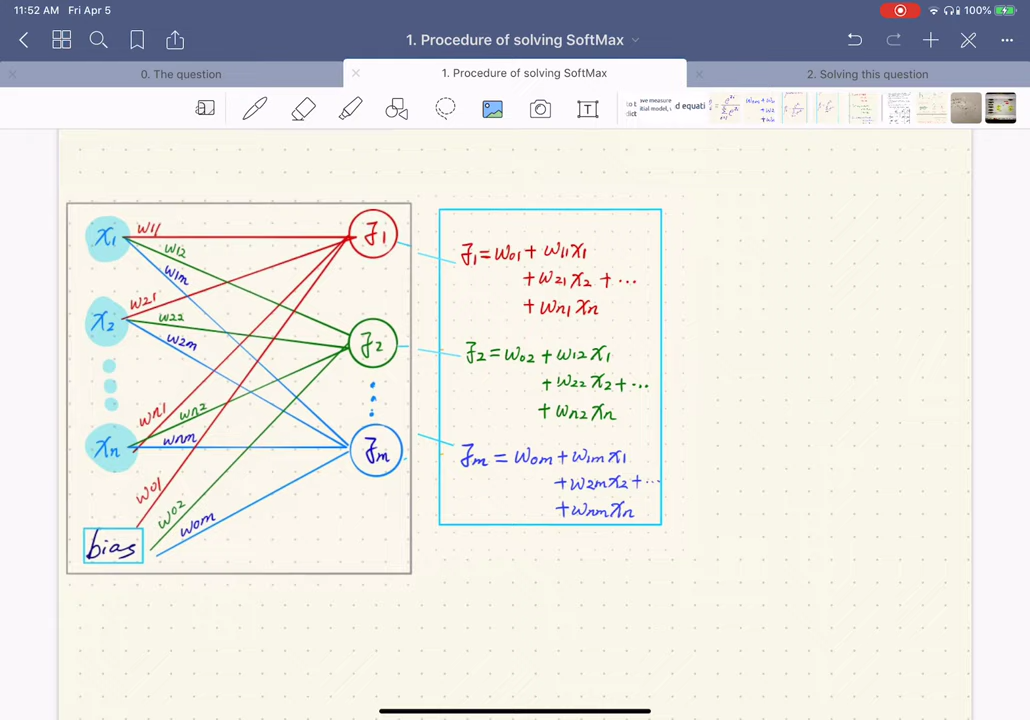 11:52 AM Fri Apr 5
100%
1. Procedure of solving SoftMax
0. The question
1. Procedure of solving SoftMax
2. Solving this question
x1
x2
xn
bias
w11
w12
w1m
w21
w22
w2m
wn1
wn2
wnm
w01
w02
w0m
z1
z2
zm
z1 = w01 + w11x1
+ w21x2 + ...
+ wn1xn
z2 = w02 + w12x1
+ w22x2 + ...
+ wn2xn
zm = w0m + w1mx1
+ w2mx2 + ...
+ wnmxn